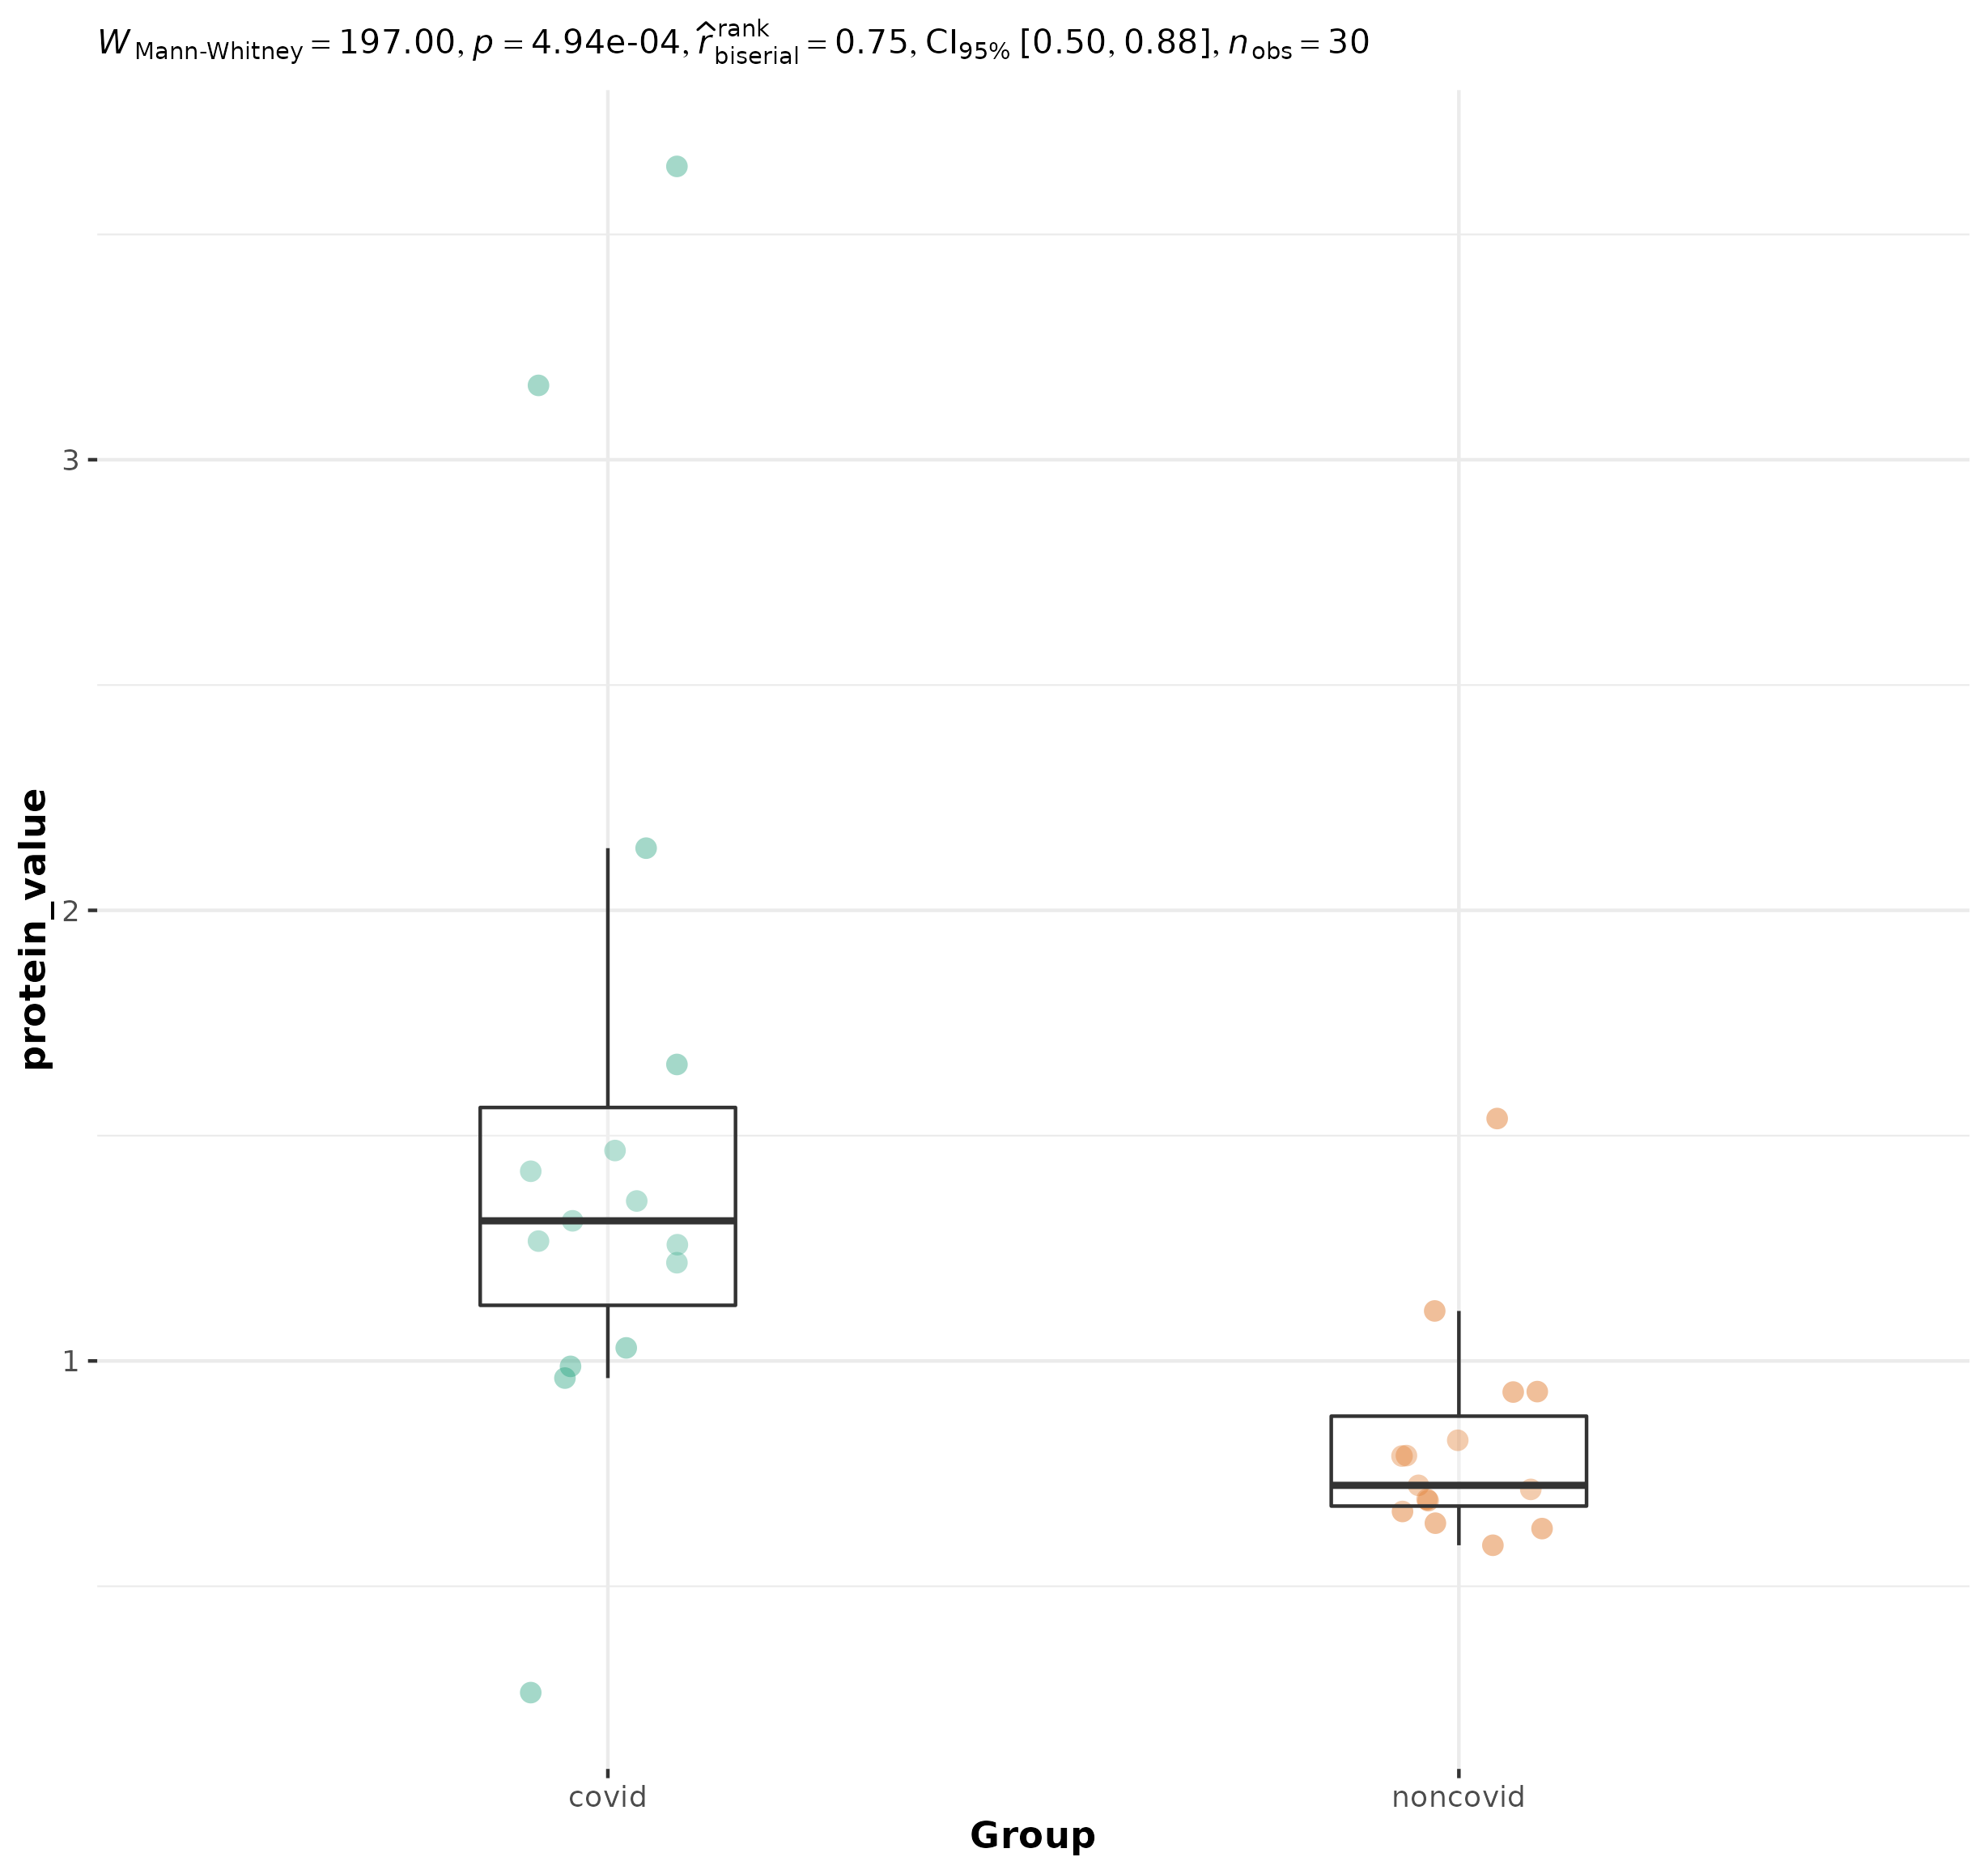 W Mann-Whitney = 197.00, p = 4.94e-04, r̂ rank biserial = 0.75, CI95% [0.50, 0.88], n obs = 30
3
2
1
protein_value
covid noncovid
Group